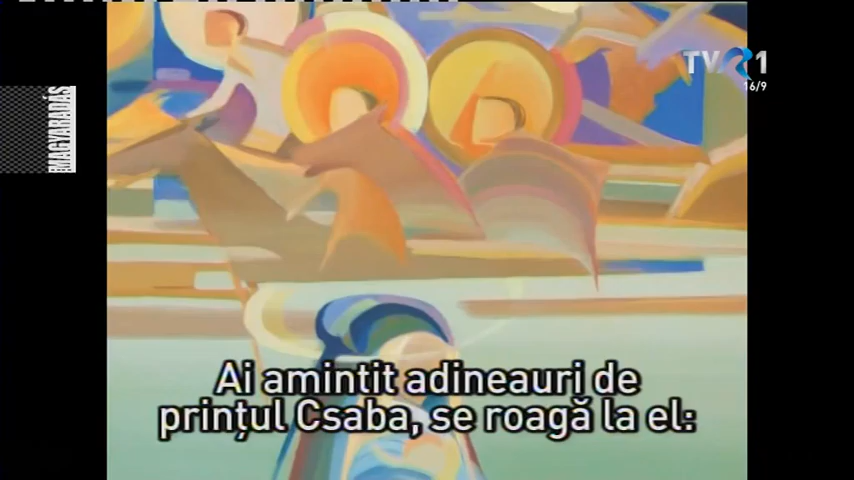 TVR1
16/9
MAGYARADÁS
Ai amintit adineauri de
prințul Csaba, se roagă la el: